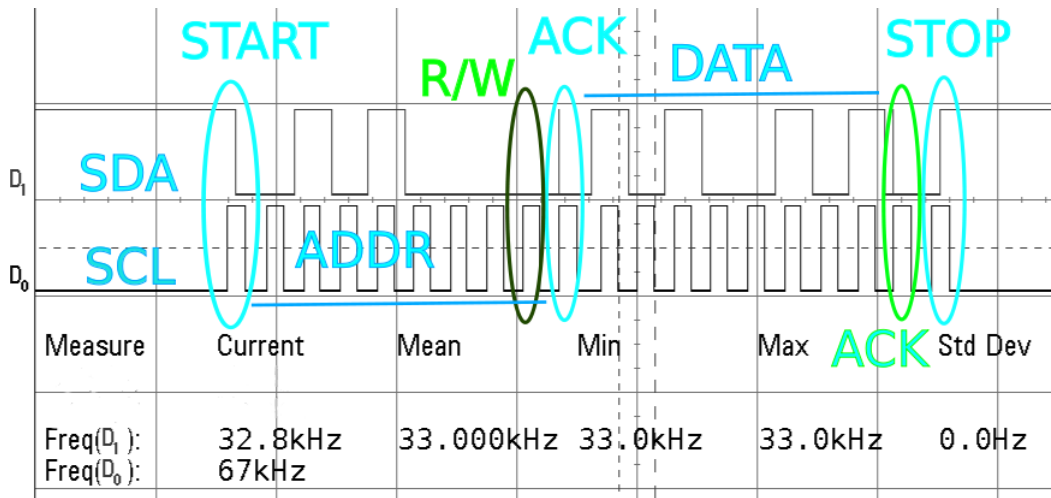 START
ACK
STOP
R/W
DATA
D1
SDA
ADDR
SCL
D0
Measure Current Mean Min Max Std Dev
ACK
Freq(D1): 32.8kHz 33.000kHz 33.0kHz 33.0kHz 0.0Hz
Freq(D0): 67kHz